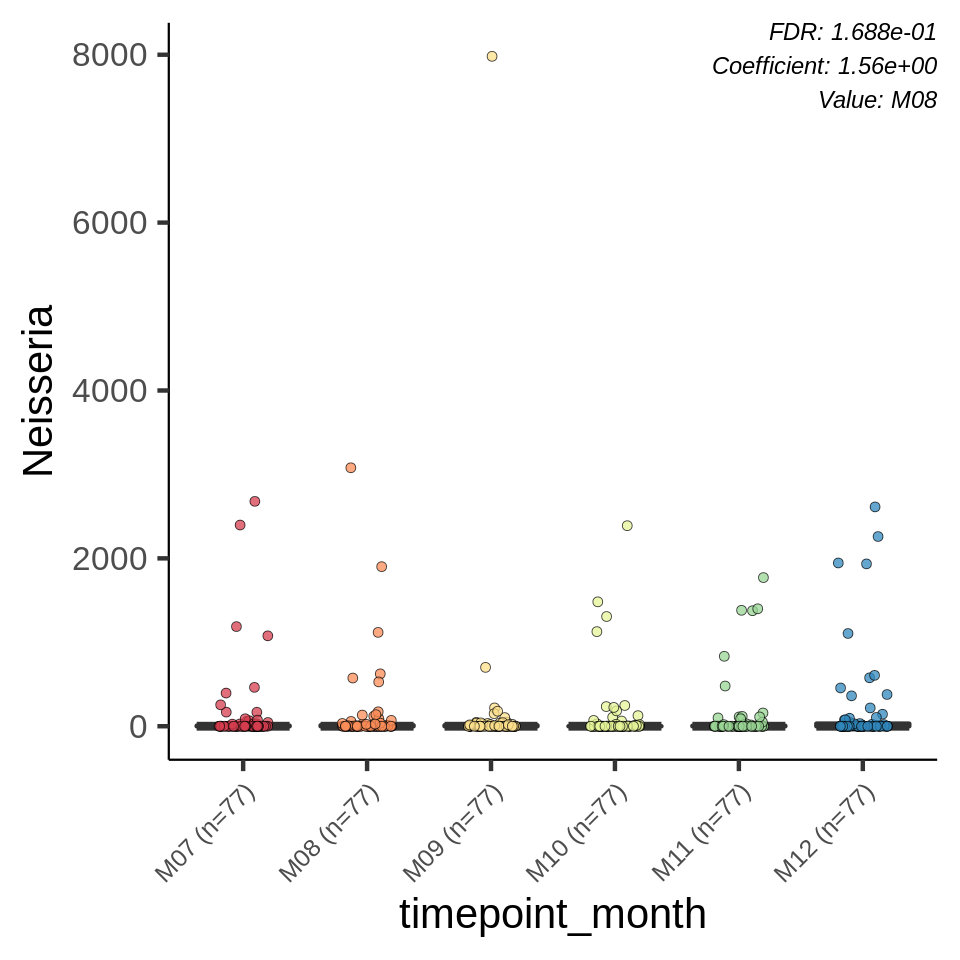 FDR: 1.688e-01
Coefficient: 1.56e+00
Value: M08
8000
6000
4000
2000
0
Neisseria
M07 (n=77)
M08 (n=77)
M09 (n=77)
M10 (n=77)
M11 (n=77)
M12 (n=77)
timepoint_month